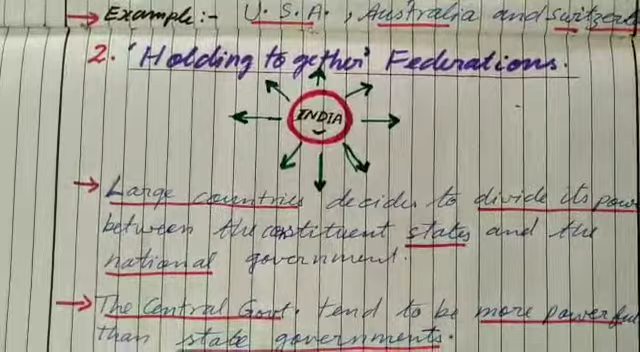 → Example:- U.S.A., Australia and Switzerl
2. 'Holding together' Federations.
INDIA
→ Large countries decides to divide its pow
between the constituent states and the
national government.
→ The Central Govt. tend to be more powerful
than state governments.